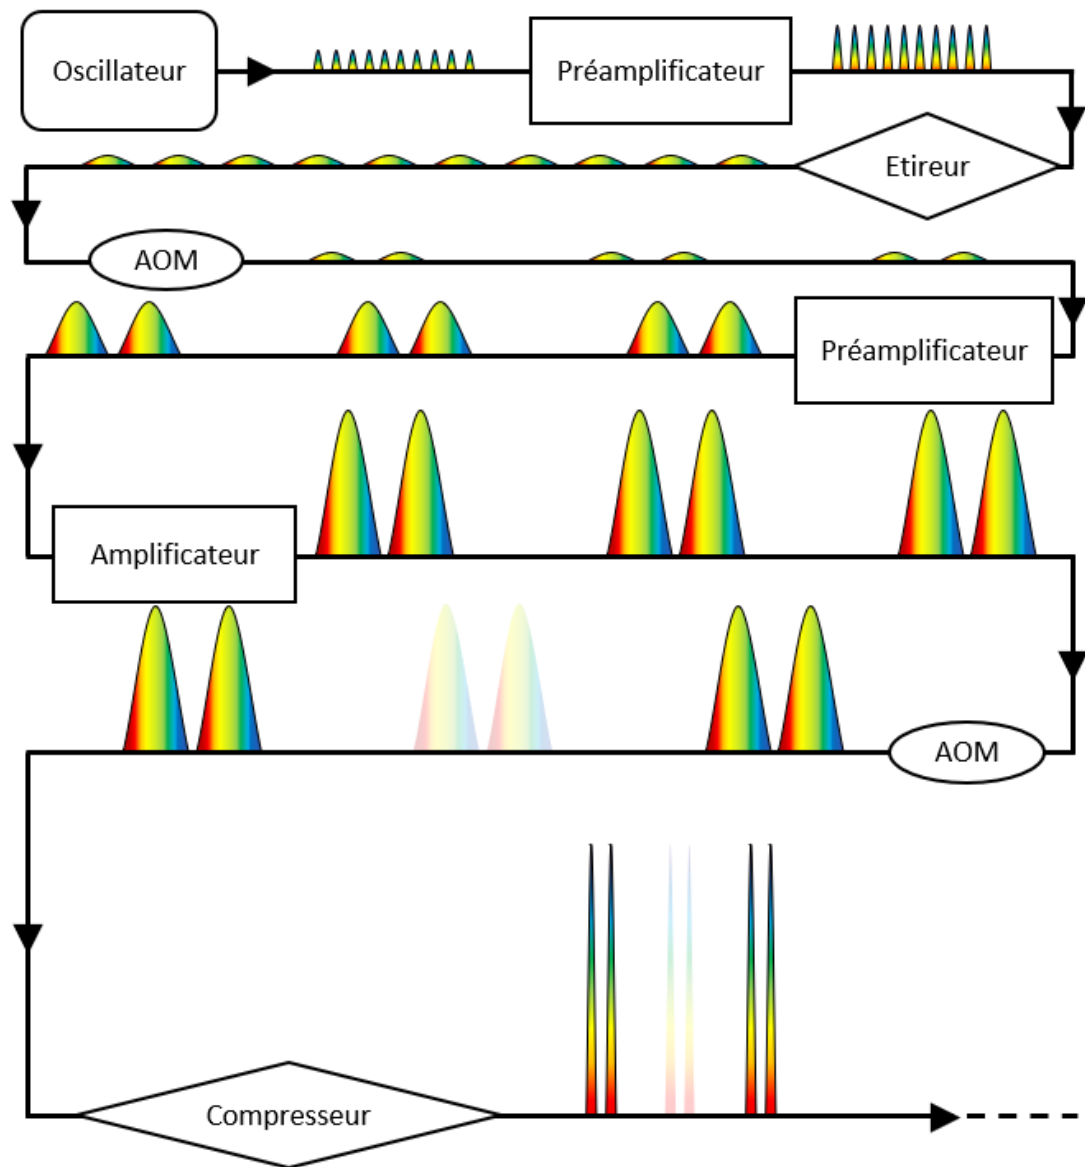 Oscillateur
Préamplificateur
Etireur
AOM
Préamplificateur
Amplificateur
AOM
Compresseur